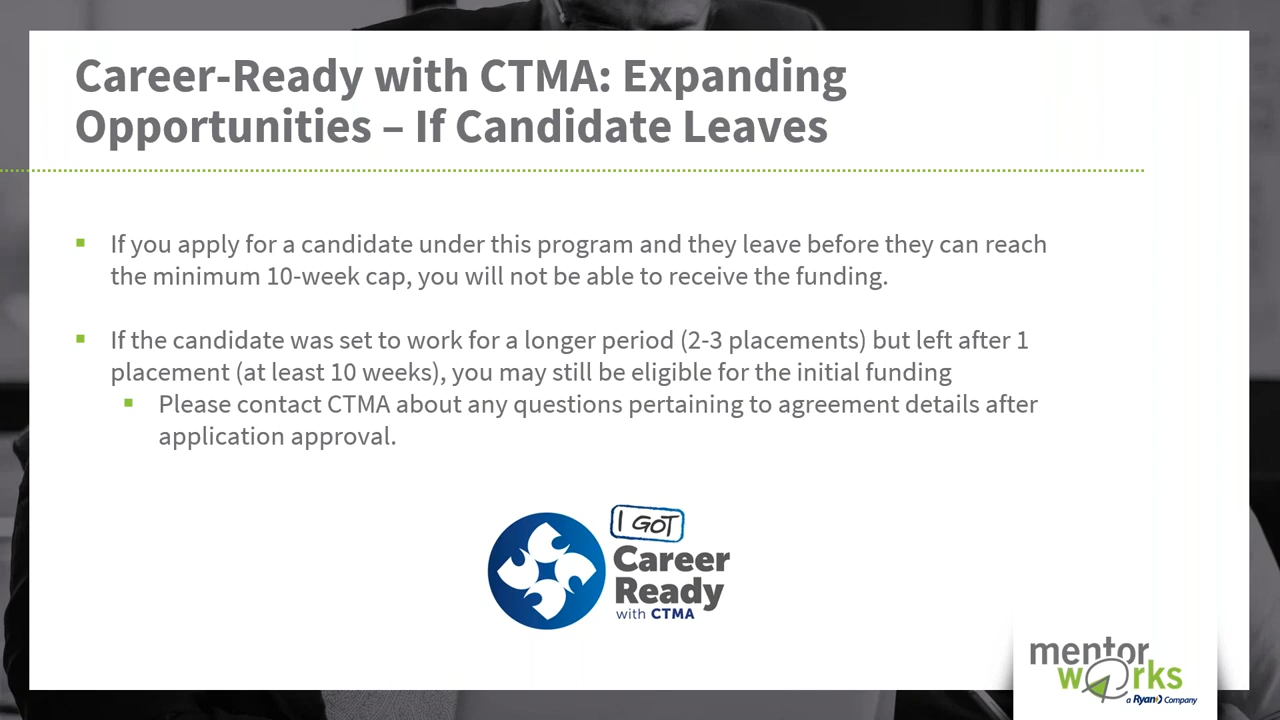 Career-Ready with CTMA: Expanding
Opportunities – If Candidate Leaves
If you apply for a candidate under this program and they leave before they can reach
the minimum 10-week cap, you will not be able to receive the funding.
If the candidate was set to work for a longer period (2-3 placements) but left after 1
placement (at least 10 weeks), you may still be eligible for the initial funding
Please contact CTMA about any questions pertaining to agreement details after
application approval.
I GOT
Career
Ready
with CTMA
mentor
works
a Ryan Company